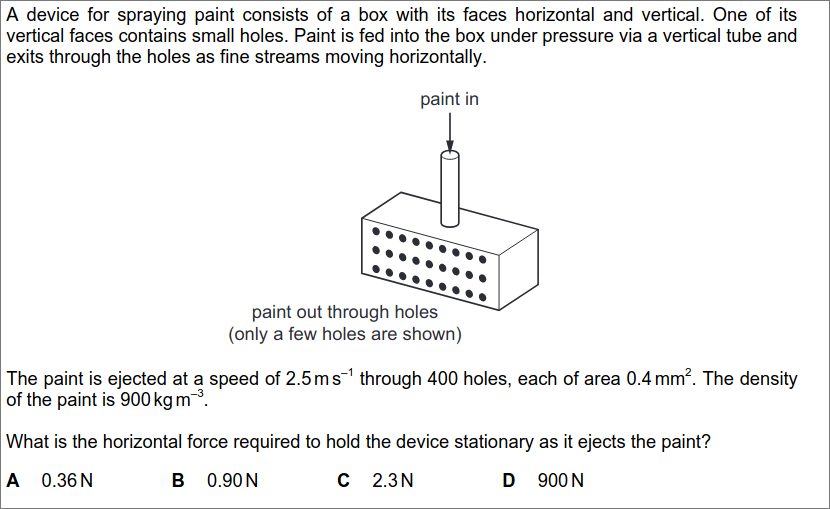 A device for spraying paint consists of a box with its faces horizontal and vertical. One of its
vertical faces contains small holes. Paint is fed into the box under pressure via a vertical tube and
exits through the holes as fine streams moving horizontally.
paint in
paint out through holes
(only a few holes are shown)
The paint is ejected at a speed of 2.5 m s⁻¹ through 400 holes, each of area 0.4 mm². The density
of the paint is 900 kg m⁻³.
What is the horizontal force required to hold the device stationary as it ejects the paint?
A 0.36 N B 0.90 N C 2.3 N D 900 N